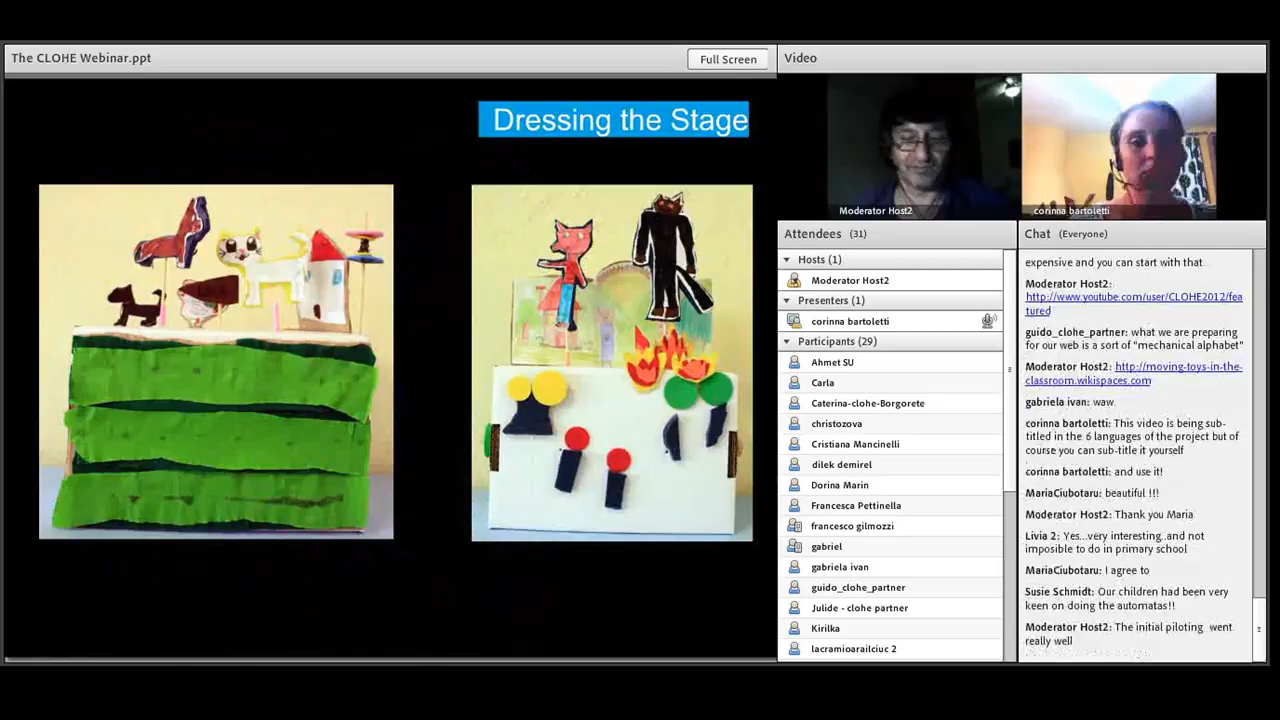 The CLOHE Webinar.ppt
Full Screen
Dressing the Stage
Video
Moderator Host2
corinna bartoletti
Attendees (31)
Hosts (1)
Moderator Host2
Presenters (1)
corinna bartoletti
Participants (29)
Ahmet SU
Carla
Caterina-clohe-Borgorete
christozova
Cristiana Mancinelli
dilek demirel
Dorina Marin
Francesca Pettinella
francesco gilmozzi
gabriel
gabriela ivan
guido_clohe_partner
Julide - clohe partner
Kirilka
lacramioarailciuc 2
Chat (Everyone)
expensive and you can start with that
Moderator Host2:
http://www.youtube.com/user/CLOHE2012/fea
tured
guido_clohe_partner: what we are preparing
for our web is a sort of "mechanical alphabet"
Moderator Host2: http://moving-toys-in-the-
classroom.wikispaces.com
gabriela ivan: waw
corinna bartoletti: This video is being sub-
titled in the 6 languages of the project but of
course you can sub-title it yourself
corinna bartoletti: and use it!
MariaCiubotaru: beautiful !!!
Moderator Host2: Thank you Maria
Livia 2: Yes...very interesting..and not
imposible to do in primary school
MariaCiubotaru: I agree to
Susie Schmidt: Our children had been very
keen on doing the automatas!!
Moderator Host2: The initial piloting went
really well